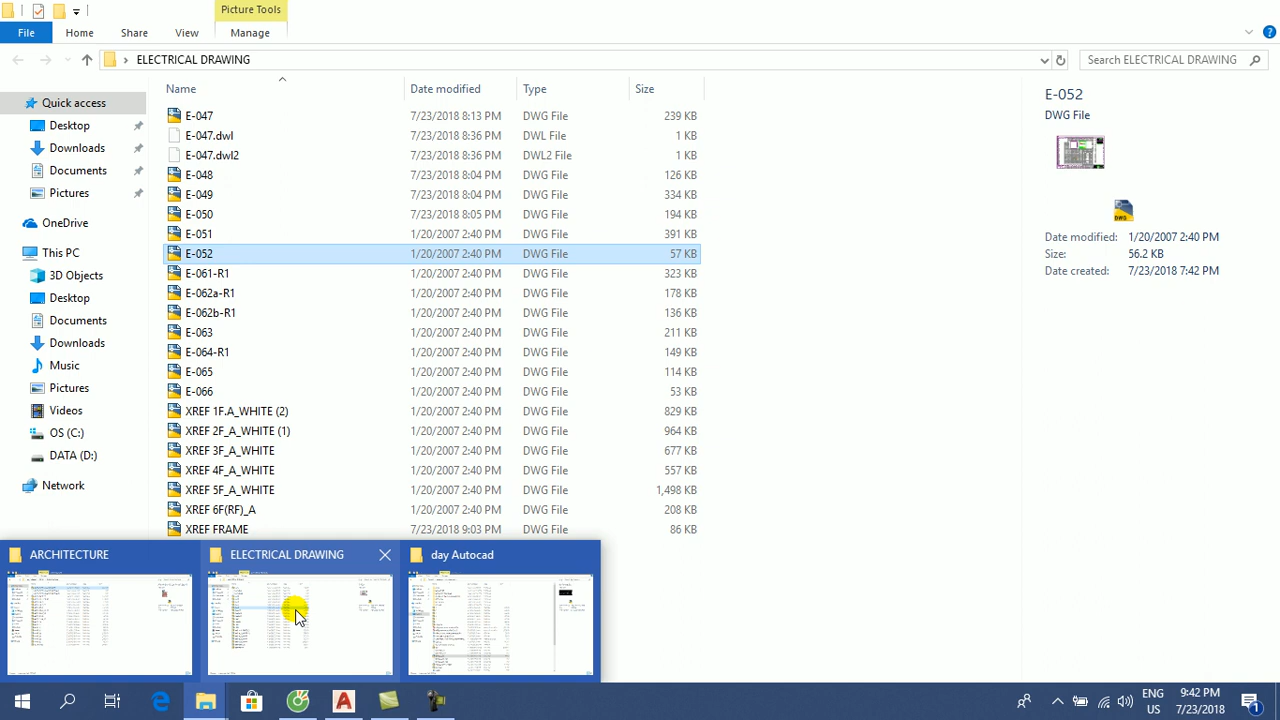 Picture Tools
File Home Share View Manage
ELECTRICAL DRAWING Search ELECTRICAL DRAWING
Name Date modified Type Size
Quick access
Desktop
Downloads
Documents
Pictures
OneDrive
This PC
3D Objects
Desktop
Documents
Downloads
Music
Pictures
Videos
OS (C:)
DATA (D:)
Network
E-047 7/23/2018 8:13 PM DWG File 239 KB
E-047.dwl 7/23/2018 8:36 PM DWL File 1 KB
E-047.dwl2 7/23/2018 8:36 PM DWL2 File 1 KB
E-048 7/23/2018 8:04 PM DWG File 126 KB
E-049 7/23/2018 8:04 PM DWG File 334 KB
E-050 7/23/2018 8:05 PM DWG File 194 KB
E-051 1/20/2007 2:40 PM DWG File 391 KB
E-052 1/20/2007 2:40 PM DWG File 57 KB
E-061-R1 1/20/2007 2:40 PM DWG File 323 KB
E-062a-R1 1/20/2007 2:40 PM DWG File 178 KB
E-062b-R1 1/20/2007 2:40 PM DWG File 136 KB
E-063 1/20/2007 2:40 PM DWG File 211 KB
E-064-R1 1/20/2007 2:40 PM DWG File 149 KB
E-065 1/20/2007 2:40 PM DWG File 114 KB
E-066 1/20/2007 2:40 PM DWG File 53 KB
XREF 1F.A_WHITE (2) 1/20/2007 2:40 PM DWG File 829 KB
XREF 2F_A_WHITE (1) 1/20/2007 2:40 PM DWG File 964 KB
XREF 3F_A_WHITE 1/20/2007 2:40 PM DWG File 677 KB
XREF 4F_A_WHITE 1/20/2007 2:40 PM DWG File 557 KB
XREF 5F_A_WHITE 1/20/2007 2:40 PM DWG File 1,498 KB
XREF 6F(RF)_A 1/20/2007 2:40 PM DWG File 208 KB
XREF FRAME 7/23/2018 9:03 PM DWG File 86 KB
E-052
DWG File
DWG
Date modified: 1/20/2007 2:40 PM
Size: 56.2 KB
Date created: 7/23/2018 7:42 PM
ARCHITECTURE ELECTRICAL DRAWING day Autocad
ENG
US
9:42 PM
7/23/2018
1